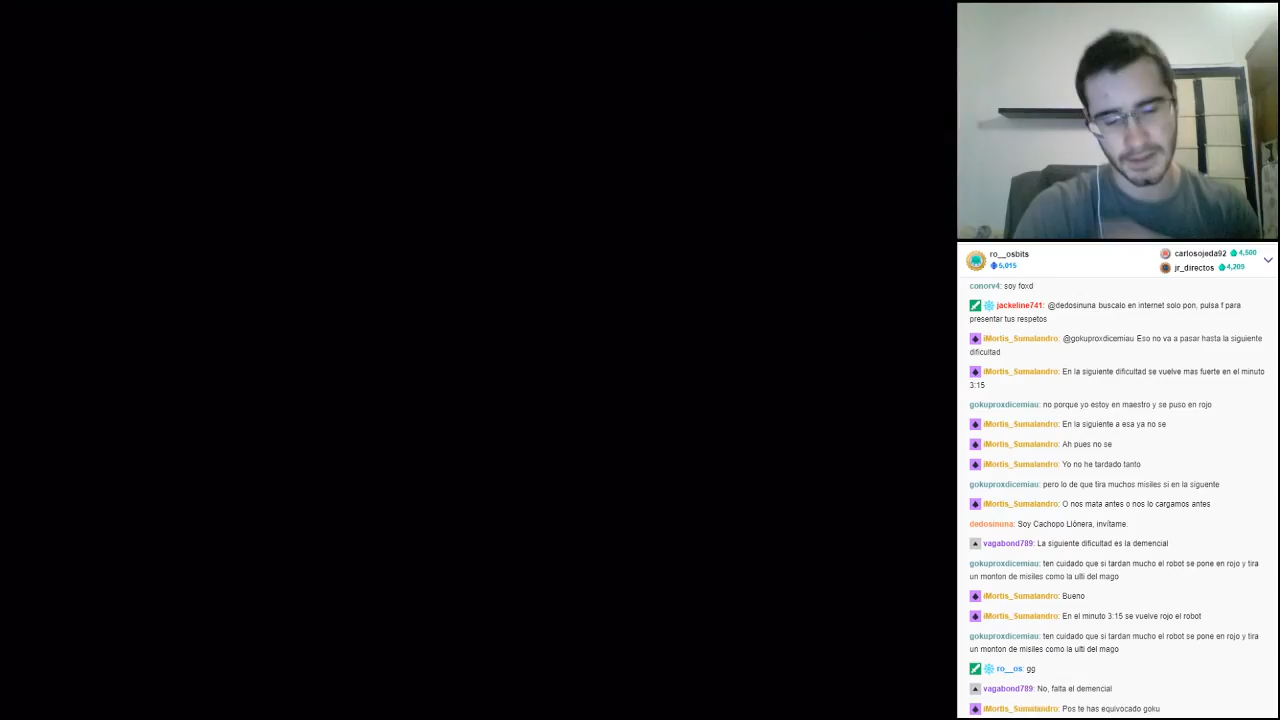 ro__osbits
5,015
carlosojeda92 4,500
jr_directos 4,209
conorv4: soy foxd
jackeline741: @dedosinuna buscalo en internet solo pon, pulsa f para
presentar tus respetos
iMortis_Sumalandro: @gokuproxdicemiau Eso no va a pasar hasta la siguiente
dificultad
iMortis_Sumalandro: En la siguiente dificultad se vuelve mas fuerte en el minuto
3:15
gokuproxdicemiau: no porque yo estoy en maestro y se puso en rojo
iMortis_Sumalandro: En la siguiente a esa ya no se
iMortis_Sumalandro: Ah pues no se
iMortis_Sumalandro: Yo no he tardado tanto
gokuproxdicemiau: pero lo de que tira muchos misiles si en la siguente
iMortis_Sumalandro: O nos mata antes o nos lo cargamos antes
dedosinuna: Soy Cachopo Llónera, invítame.
vagabond789: La siguiente dificultad es la demencial
gokuproxdicemiau: ten cuidado que si tardan mucho el robot se pone en rojo y tira
un monton de misiles como la ulti del mago
iMortis_Sumalandro: Bueno
iMortis_Sumalandro: En el minuto 3:15 se vuelve rojo el robot
gokuproxdicemiau: ten cuidado que si tardan mucho el robot se pone en rojo y tira
un monton de misiles como la ulti del mago
ro__os: gg
vagabond789: No, falta el demencial
iMortis_Sumalandro: Pos te has equivocado goku